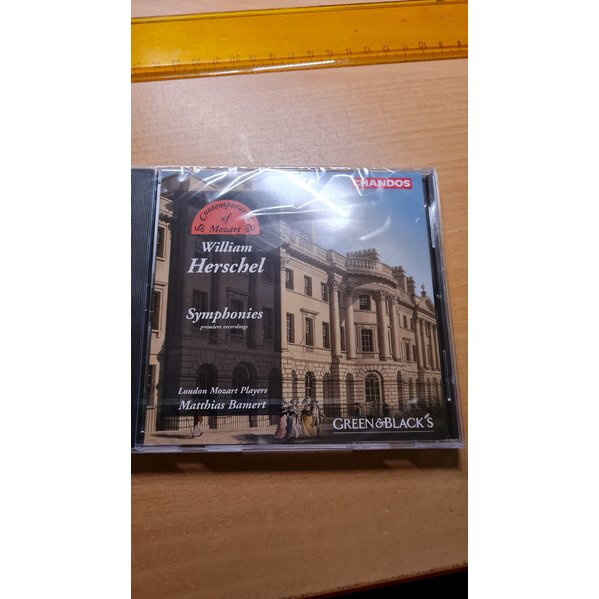 CHANDOS
Contemporaries
of
Mozart
William
Herschel
Symphonies
premiere recordings
London Mozart Players
Matthias Bamert
GREEN&BLACK'S